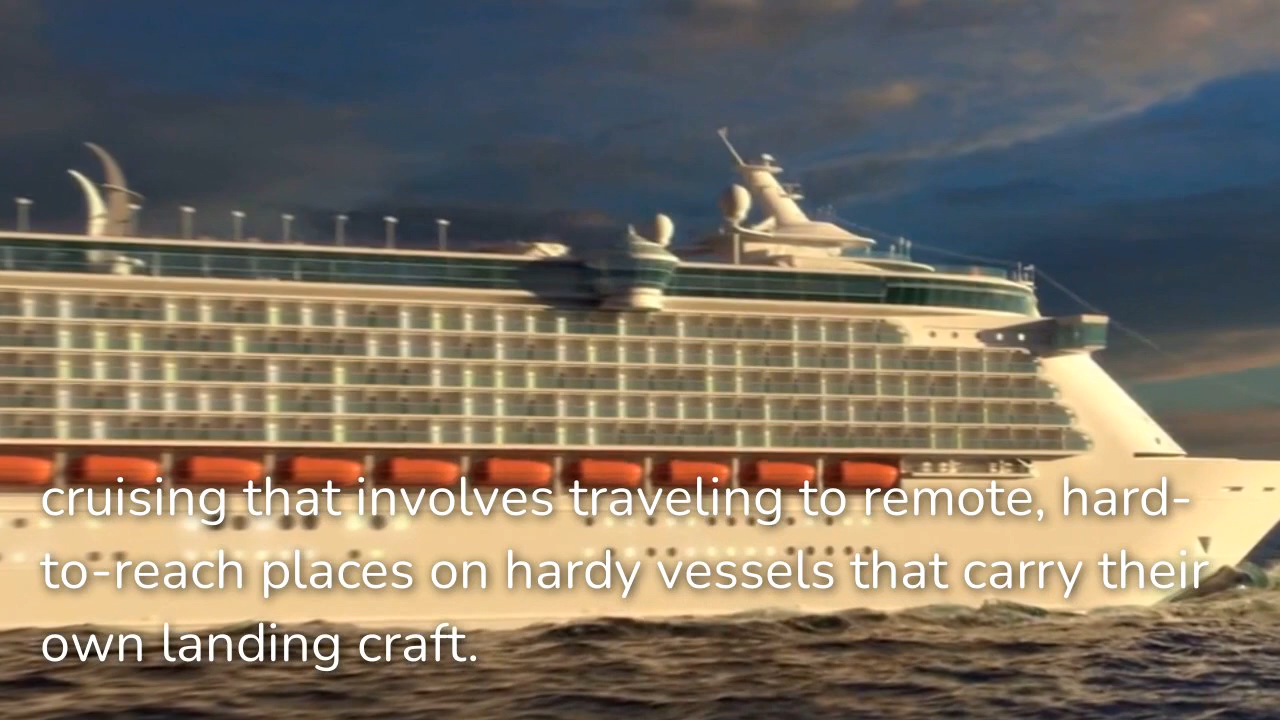 cruising that involves traveling to remote, hard-
to-reach places on hardy vessels that carry their
own landing craft.